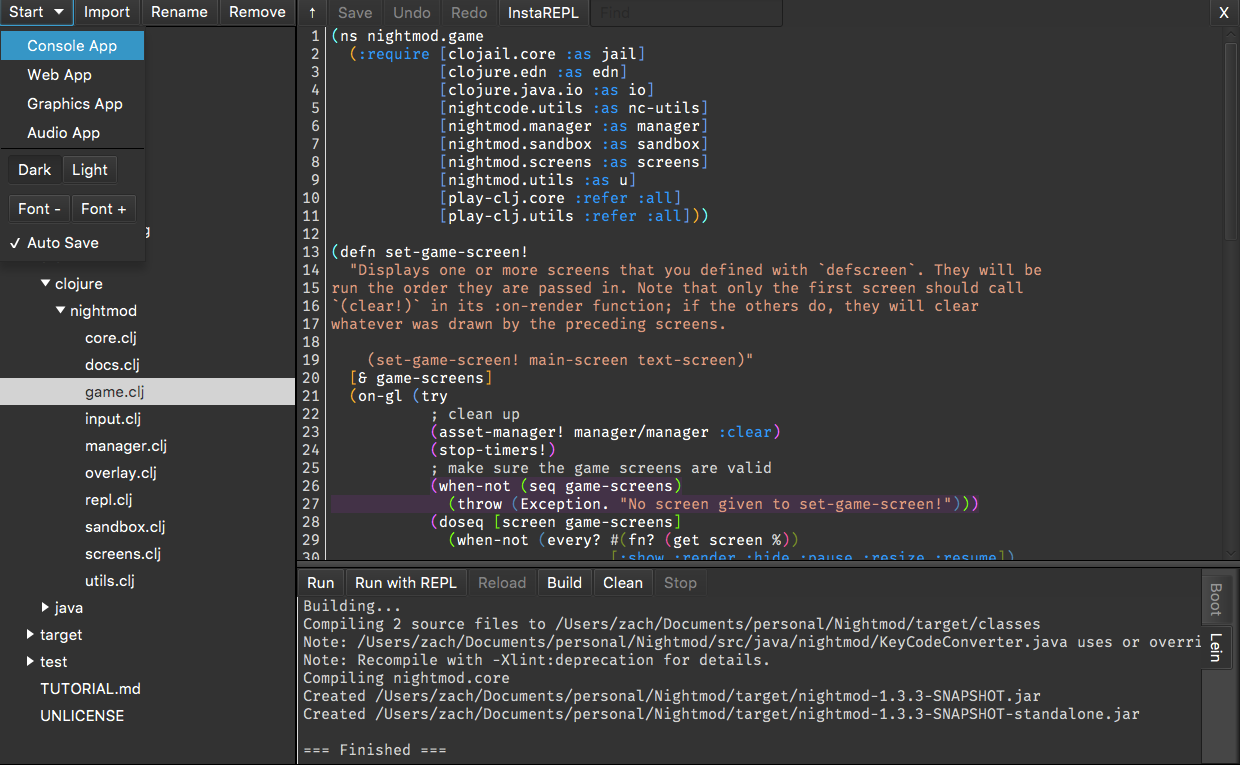 Start Import Rename Remove
Console App
Web App
Graphics App
Audio App
Dark Light
Font - Font +
✓ Auto Save
clojure
nightmod
core.clj
docs.clj
game.clj
input.clj
manager.clj
overlay.clj
repl.clj
sandbox.clj
screens.clj
utils.clj
java
target
test
TUTORIAL.md
UNLICENSE
↑ Save Undo Redo InstaREPL Find X
1 (ns nightmod.game
2   (:require [clojail.core :as jail]
3             [clojure.edn :as edn]
4             [clojure.java.io :as io]
5             [nightcode.utils :as nc-utils]
6             [nightmod.manager :as manager]
7             [nightmod.sandbox :as sandbox]
8             [nightmod.screens :as screens]
9             [nightmod.utils :as u]
10             [play-clj.core :refer :all]
11             [play-clj.utils :refer :all]))
12
13 (defn set-game-screen!
14   "Displays one or more screens that you defined with `defscreen`. They will be
15 run the order they are passed in. Note that only the first screen should call
16 `(clear!)` in its :on-render function; if the others do, they will clear
17 whatever was drawn by the preceding screens.
18
19     (set-game-screen! main-screen text-screen)"
20   [& game-screens]
21   (on-gl (try
22            ; clean up
23            (asset-manager! manager/manager :clear)
24            (stop-timers!)
25            ; make sure the game screens are valid
26            (when-not (seq game-screens)
27              (throw (Exception. "No screen given to set-game-screen!")))
28            (doseq [screen game-screens]
29              (when-not (every? #(fn? (get screen %))
30                                [:show :render :hide :pause :resize :resume])
Run Run with REPL Reload Build Clean Stop
Building...
Compiling 2 source files to /Users/zach/Documents/personal/Nightmod/target/classes
Note: /Users/zach/Documents/personal/Nightmod/src/java/nightmod/KeyCodeConverter.java uses or overri
Note: Recompile with -Xlint:deprecation for details.
Compiling nightmod.core
Created /Users/zach/Documents/personal/Nightmod/target/nightmod-1.3.3-SNAPSHOT.jar
Created /Users/zach/Documents/personal/Nightmod/target/nightmod-1.3.3-SNAPSHOT-standalone.jar

=== Finished ===
Boot
Lein